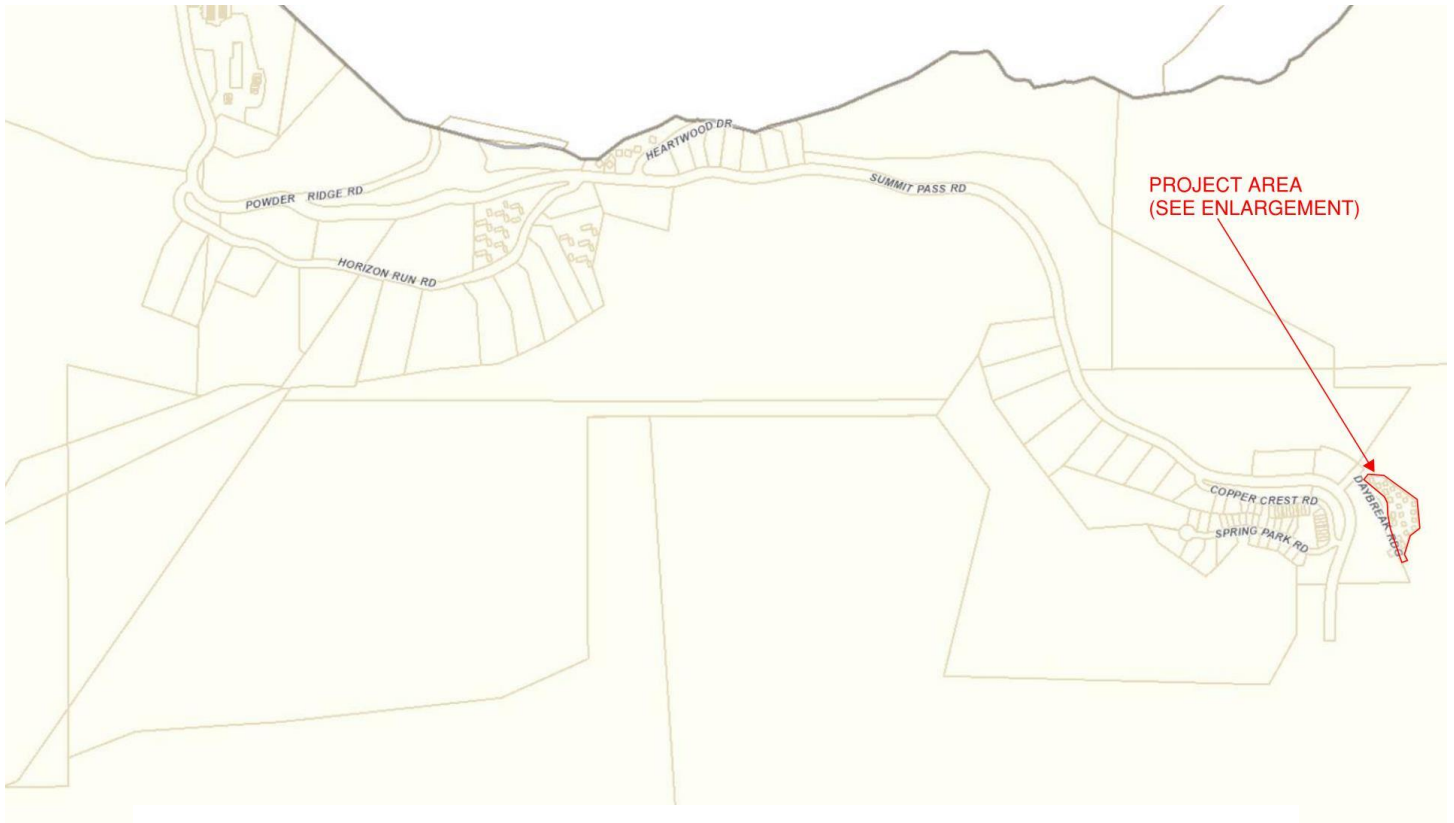 HEARTWOOD DR
SUMMIT PASS RD
PROJECT AREA
(SEE ENLARGEMENT)
POWDER RIDGE RD
HORIZON RUN RD
COPPER CREST RD
DAYBREAK RDG
SPRING PARK RD